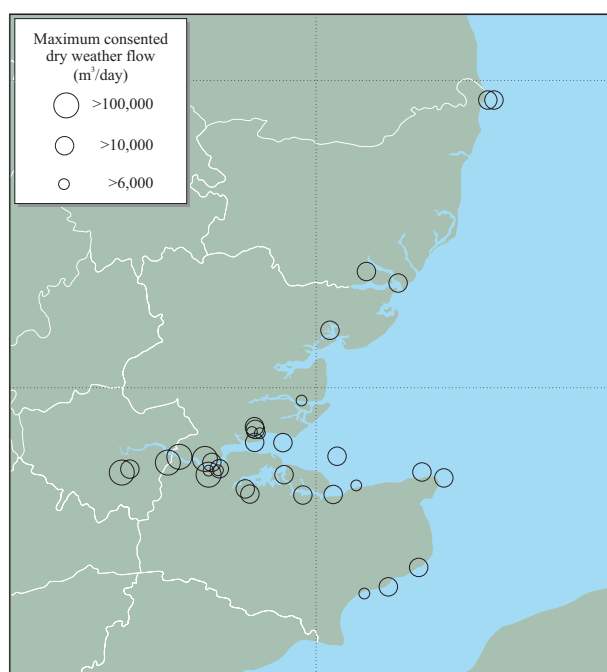 Maximum consented
dry weather flow
(m³/day)
>100,000
>10,000
>6,000